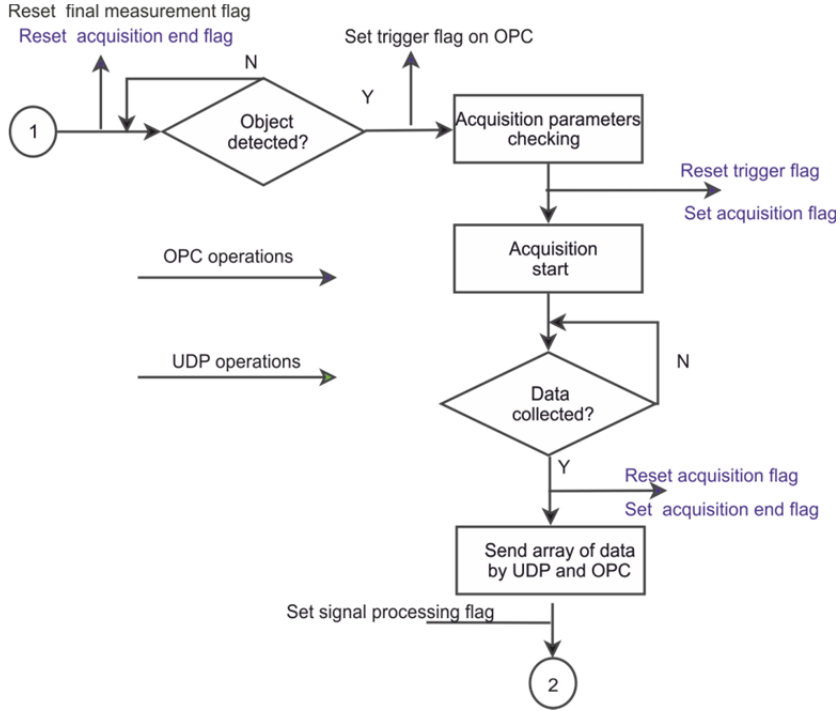 Reset final measurement flag
Reset acquisition end flag
N
Set trigger flag on OPC
Y
1
Object
detected?
Acquisition parameters
checking
Reset trigger flag
Set acquisition flag
OPC operations
Acquisition
start
UDP operations
N
Data
collected?
Y
Reset acquisition flag
Set acquisition end flag
Send array of data
by UDP and OPC
Set signal processing flag
2